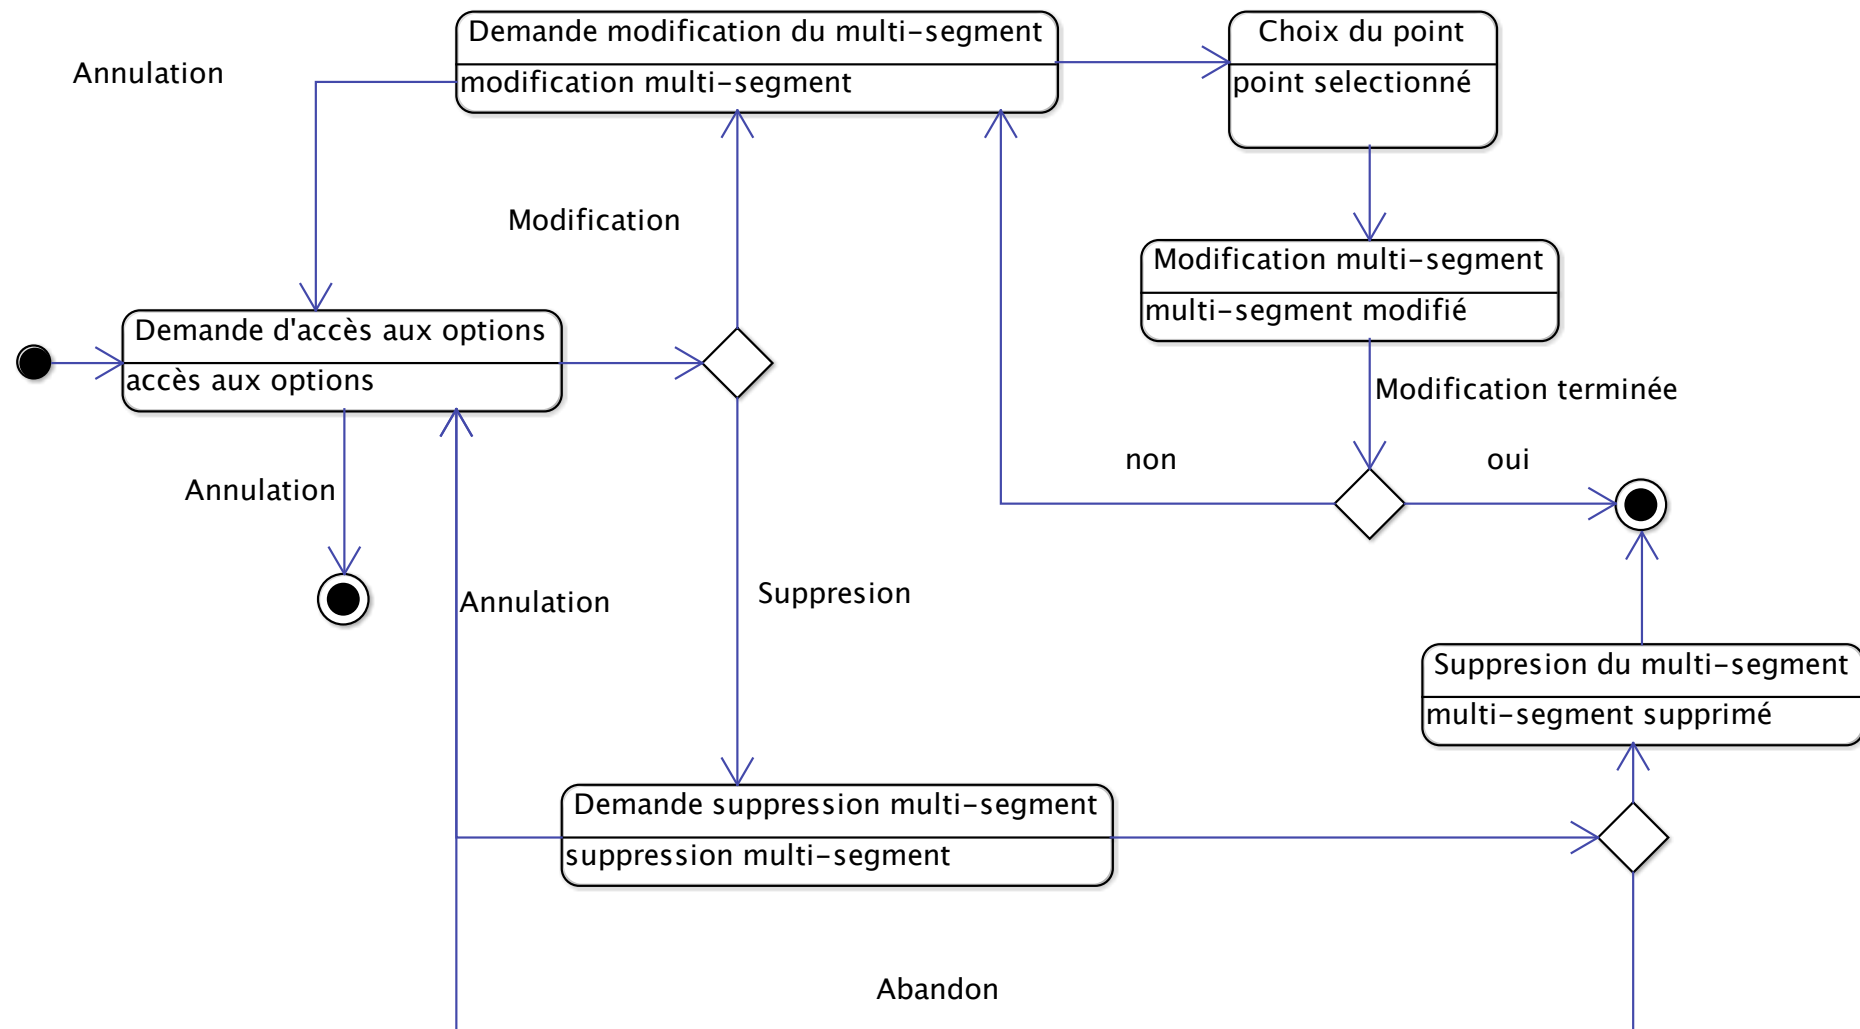 Demande modification du multi-segment
modification multi-segment
Choix du point
point selectionné
Annulation
Modification
Modification multi-segment
multi-segment modifié
Demande d'accès aux options
accès aux options
Modification terminée
non
oui
Annulation
Annulation
Suppresion
Suppresion du multi-segment
multi-segment supprimé
Demande suppression multi-segment
suppression multi-segment
Abandon